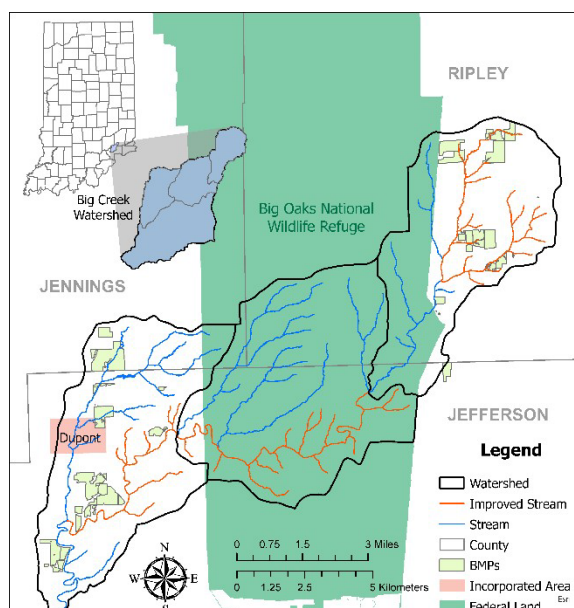 RIPLEY
Big Creek
Watershed
Big Oaks National
Wildlife Refuge
JENNINGS
JEFFERSON
Dupont
Legend
Watershed
Improved Stream
Stream
County
BMPs
Incorporated Area
Federal Land
Esri
N
W
E
S
0 0.75 1.5 3 Miles
0 1.25 2.5 5 Kilometers